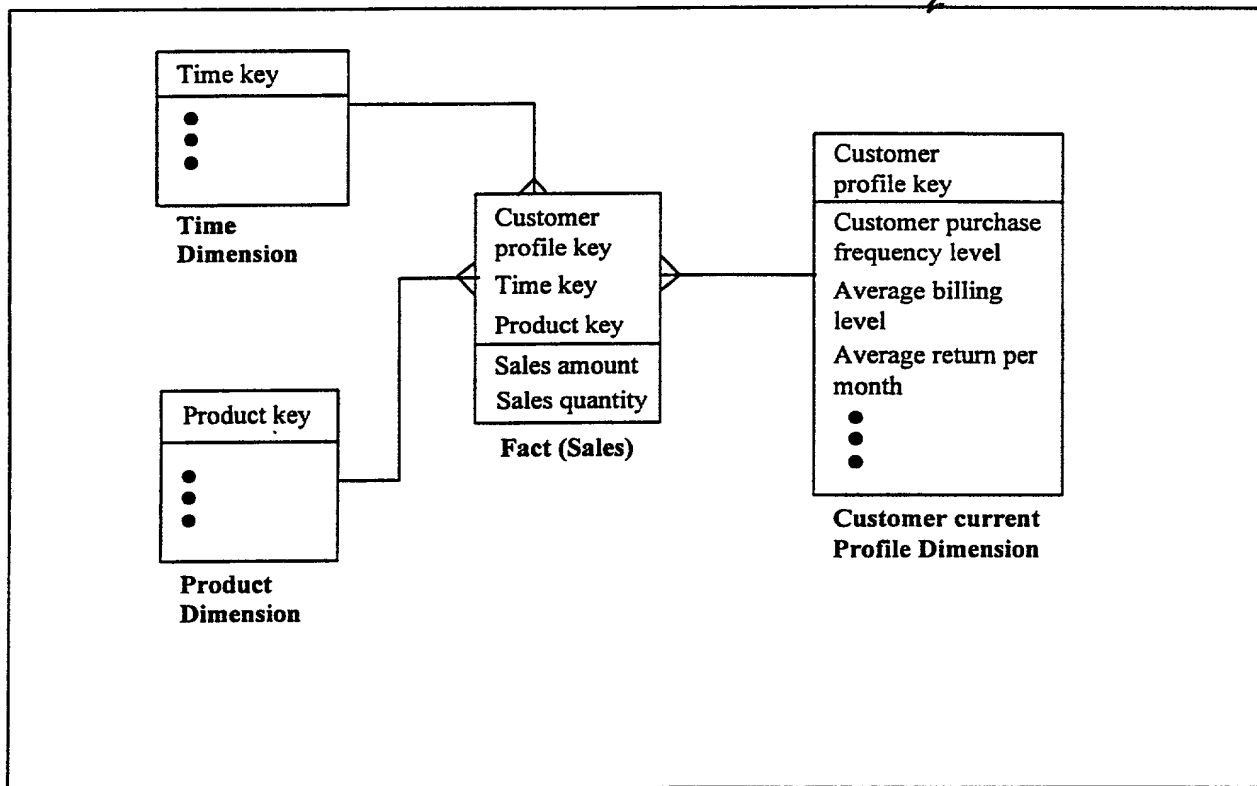 Time key
Time
Dimension
Product key
Product
Dimension
Customer
profile key
Time key
Product key
Sales amount
Sales quantity
Fact (Sales)
Customer
profile key
Customer purchase
frequency level
Average billing
level
Average return per
month
Customer current
Profile Dimension